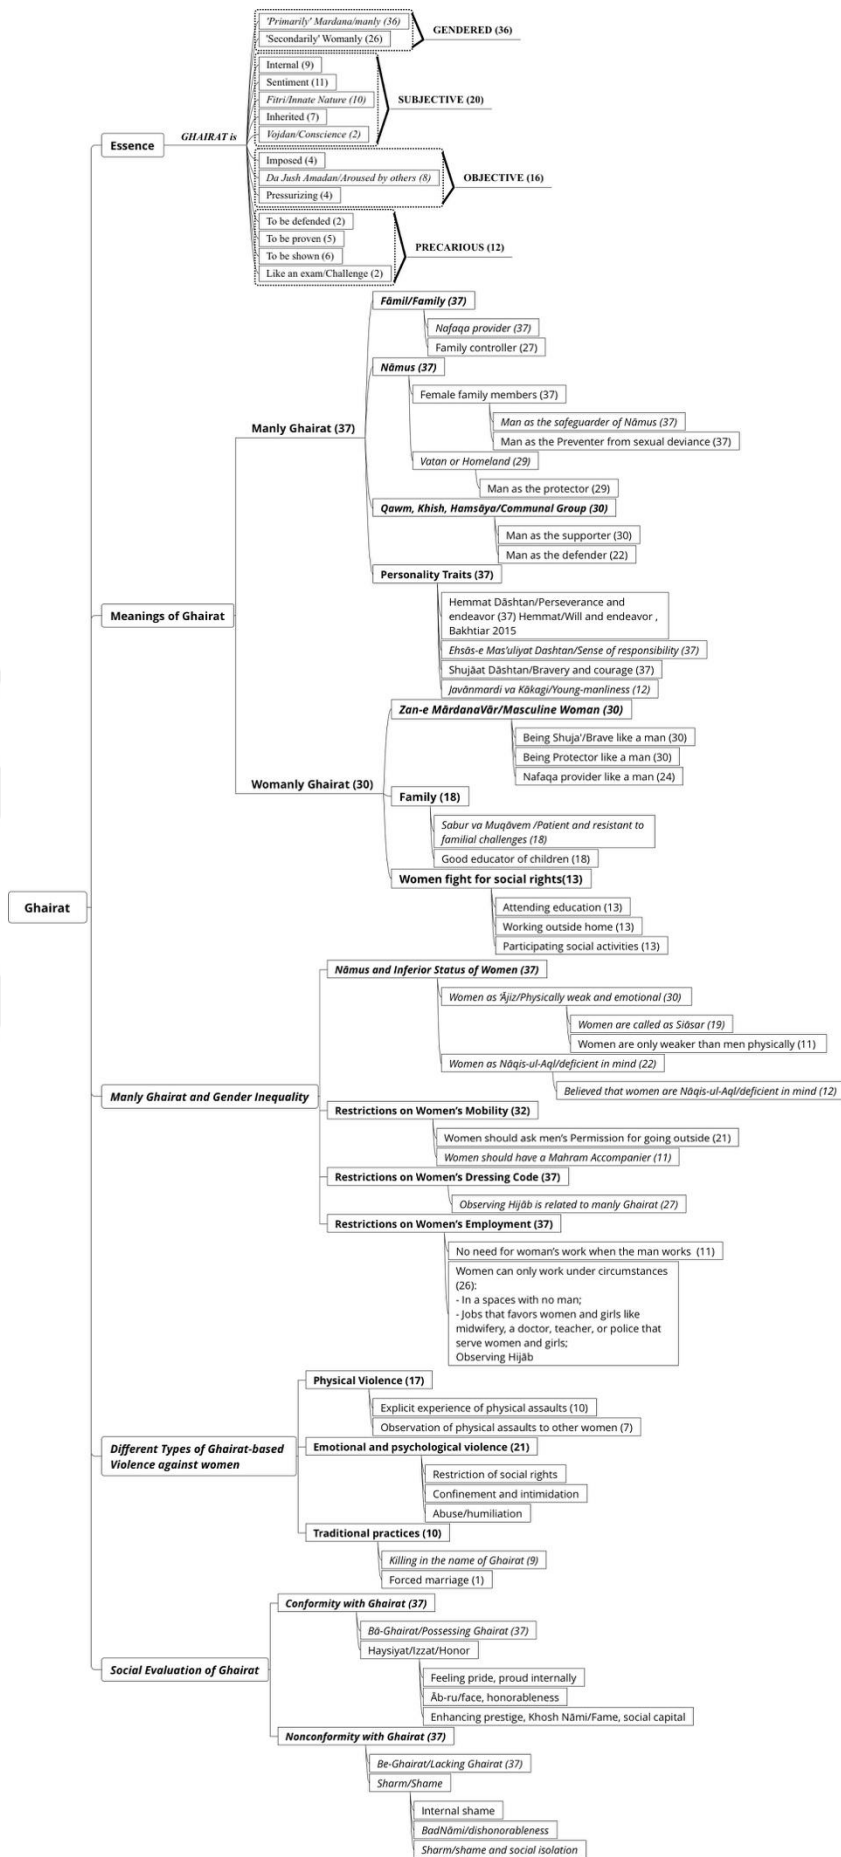 Ghairat
Essence
GHAIRAT is
'Primarily' Mardana/manly (36)
'Secondarily' Womanly (26)
GENDERED (36)
Internal (9)
Sentiment (11)
Fitri/Innate Nature (10)
Inherited (7)
Vojdan/Conscience (2)
SUBJECTIVE (20)
Imposed (4)
Da Jush Amadan/Aroused by others (8)
Pressurizing (4)
OBJECTIVE (16)
To be defended (2)
To be proven (5)
To be shown (6)
Like an exam/Challenge (2)
PRECARIOUS (12)
Meanings of Ghairat
Manly Ghairat (37)
Fāmil/Family (37)
Nafaqa provider (37)
Family controller (27)
Nāmus (37)
Female family members (37)
Man as the safeguarder of Nāmus (37)
Man as the Preventer from sexual deviance (37)
Vatan or Homeland (29)
Man as the protector (29)
Qawm, Khish, Hamsāya/Communal Group (30)
Man as the supporter (30)
Man as the defender (22)
Personality Traits (37)
Hemmat Dāshtan/Perseverance and
endeavor (37) Hemmat/Will and endeavor ,
Bakhtiar 2015
Ehsās-e Mas'uliyat Dashtan/Sense of responsibility (37)
Shujāat Dāshtan/Bravery and courage (37)
Javānmardi va Kākagi/Young-manliness (12)
Womanly Ghairat (30)
Zan-e MārdanaVār/Masculine Woman (30)
Being Shuja'/Brave like a man (30)
Being Protector like a man (30)
Nafaqa provider like a man (24)
Family (18)
Sabur va Muqāvem /Patient and resistant to
familial challenges (18)
Good educator of children (18)
Women fight for social rights(13)
Attending education (13)
Working outside home (13)
Participating social activities (13)
Manly Ghairat and Gender Inequality
Nāmus and Inferior Status of Women (37)
Women as 'Ājiz/Physically weak and emotional (30)
Women are called as Siāsar (19)
Women are only weaker than men physically (11)
Women as Nāqis-ul-Aql/deficient in mind (22)
Believed that women are Nāqis-ul-Aql/deficient in mind (12)
Restrictions on Women's Mobility (32)
Women should ask men's Permission for going outside (21)
Women should have a Mahram Accompanier (11)
Restrictions on Women's Dressing Code (37)
Observing Hijāb is related to manly Ghairat (27)
Restrictions on Women's Employment (37)
No need for woman's work when the man works (11)
Women can only work under circumstances
(26):
- In a spaces with no man;
- Jobs that favors women and girls like
midwifery, a doctor, teacher, or police that
serve women and girls;
Observing Hijāb
Different Types of Ghairat-based
Violence against women
Physical Violence (17)
Explicit experience of physical assaults (10)
Observation of physical assaults to other women (7)
Emotional and psychological violence (21)
Restriction of social rights
Confinement and intimidation
Abuse/humiliation
Traditional practices (10)
Killing in the name of Ghairat (9)
Forced marriage (1)
Social Evaluation of Ghairat
Conformity with Ghairat (37)
Bā-Ghairat/Possessing Ghairat (37)
Haysiyat/Izzat/Honor
Feeling pride, proud internally
Āb-ru/face, honorableness
Enhancing prestige, Khosh Nāmi/Fame, social capital
Nonconformity with Ghairat (37)
Be-Ghairat/Lacking Ghairat (37)
Sharm/Shame
Internal shame
BadNāmi/dishonorableness
Sharm/shame and social isolation